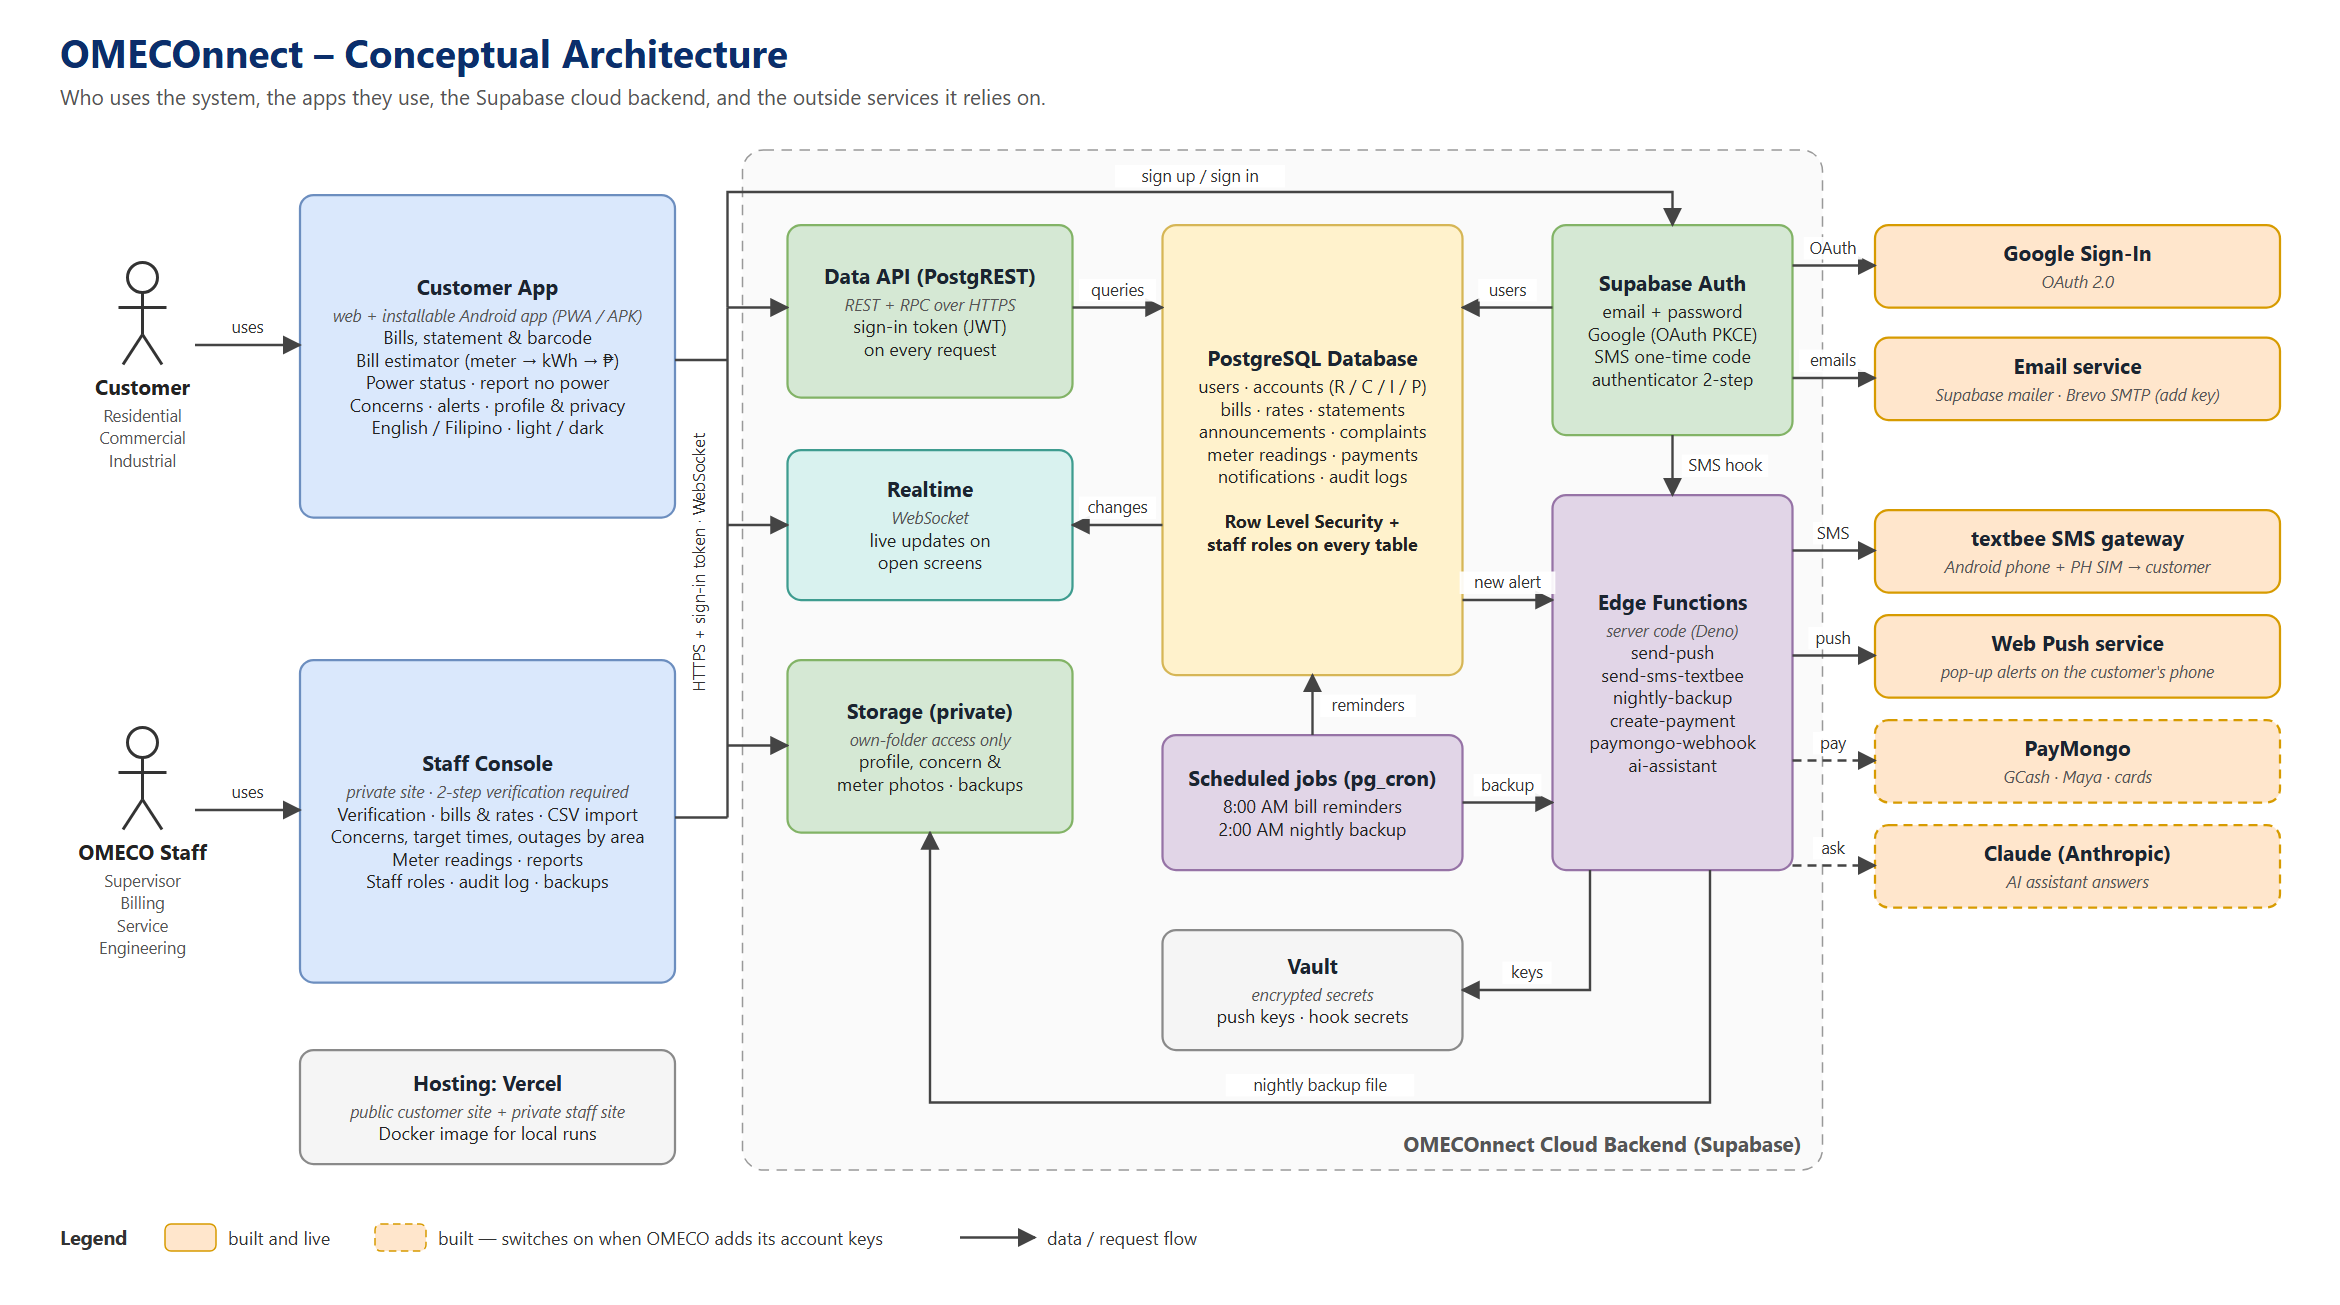 OMECOnnect – Conceptual Architecture
Who uses the system, the apps they use, the Supabase cloud backend, and the outside services it relies on.
Customer
Residential
Commercial
Industrial
uses
Customer App
web + installable Android app (PWA / APK)
Bills, statement & barcode
Bill estimator (meter → kWh → ₱)
Power status · report no power
Concerns · alerts · profile & privacy
English / Filipino · light / dark
OMECO Staff
Supervisor
Billing
Service
Engineering
uses
Staff Console
private site · 2-step verification required
Verification · bills & rates · CSV import
Concerns, target times, outages by area
Meter readings · reports
Staff roles · audit log · backups
Hosting: Vercel
public customer site + private staff site
Docker image for local runs
HTTPS + sign-in token · WebSocket
sign up / sign in
Data API (PostgREST)
REST + RPC over HTTPS
sign-in token (JWT)
on every request
queries
Realtime
WebSocket
live updates on
open screens
changes
Storage (private)
own-folder access only
profile, concern &
meter photos · backups
PostgreSQL Database
users · accounts (R / C / I / P)
bills · rates · statements
announcements · complaints
meter readings · payments
notifications · audit logs
Row Level Security +
staff roles on every table
users
new alert
reminders
Scheduled jobs (pg_cron)
8:00 AM bill reminders
2:00 AM nightly backup
backup
Vault
encrypted secrets
push keys · hook secrets
keys
nightly backup file
Supabase Auth
email + password
Google (OAuth PKCE)
SMS one-time code
authenticator 2-step
SMS hook
Edge Functions
server code (Deno)
send-push
send-sms-textbee
nightly-backup
create-payment
paymongo-webhook
ai-assistant
OMECOnnect Cloud Backend (Supabase)
OAuth
Google Sign-In
OAuth 2.0
emails
Email service
Supabase mailer · Brevo SMTP (add key)
SMS
textbee SMS gateway
Android phone + PH SIM → customer
push
Web Push service
pop-up alerts on the customer's phone
pay
PayMongo
GCash · Maya · cards
ask
Claude (Anthropic)
AI assistant answers
Legend
built and live
built — switches on when OMECO adds its account keys
data / request flow